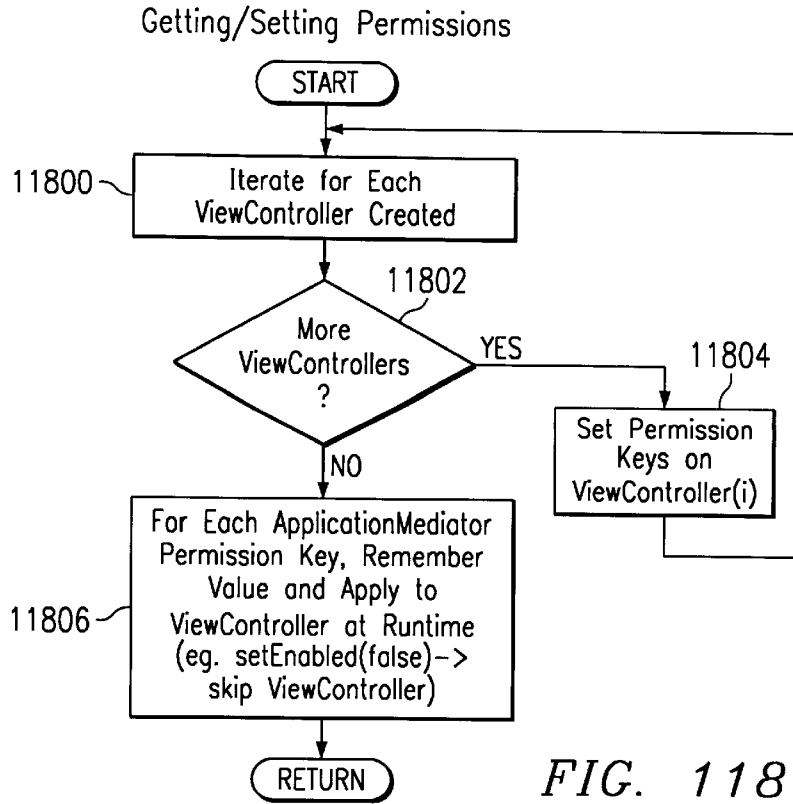 Getting/Setting Permissions
START
11800
Iterate for Each
ViewController Created
11802
More
ViewControllers
?
YES
11804
Set Permission
Keys on
ViewController(i)
NO
For Each ApplicationMediator
Permission Key, Remember
Value and Apply to
ViewController at Runtime
(eg. setEnabled(false)->
skip ViewController)
11806
RETURN
FIG. 118